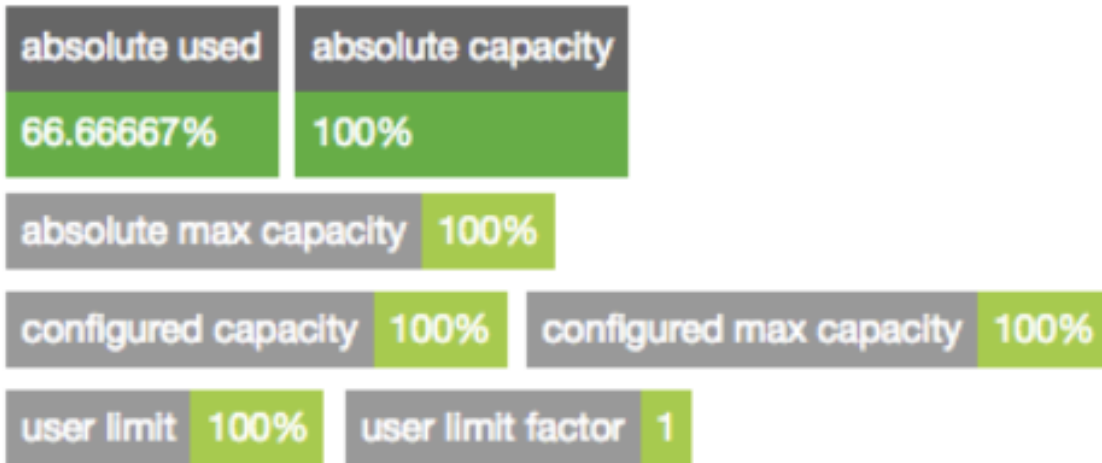 absolute used absolute capacity
66.66667% 100%
absolute max capacity 100%
configured capacity 100% configured max capacity 100%
user limit 100% user limit factor 1